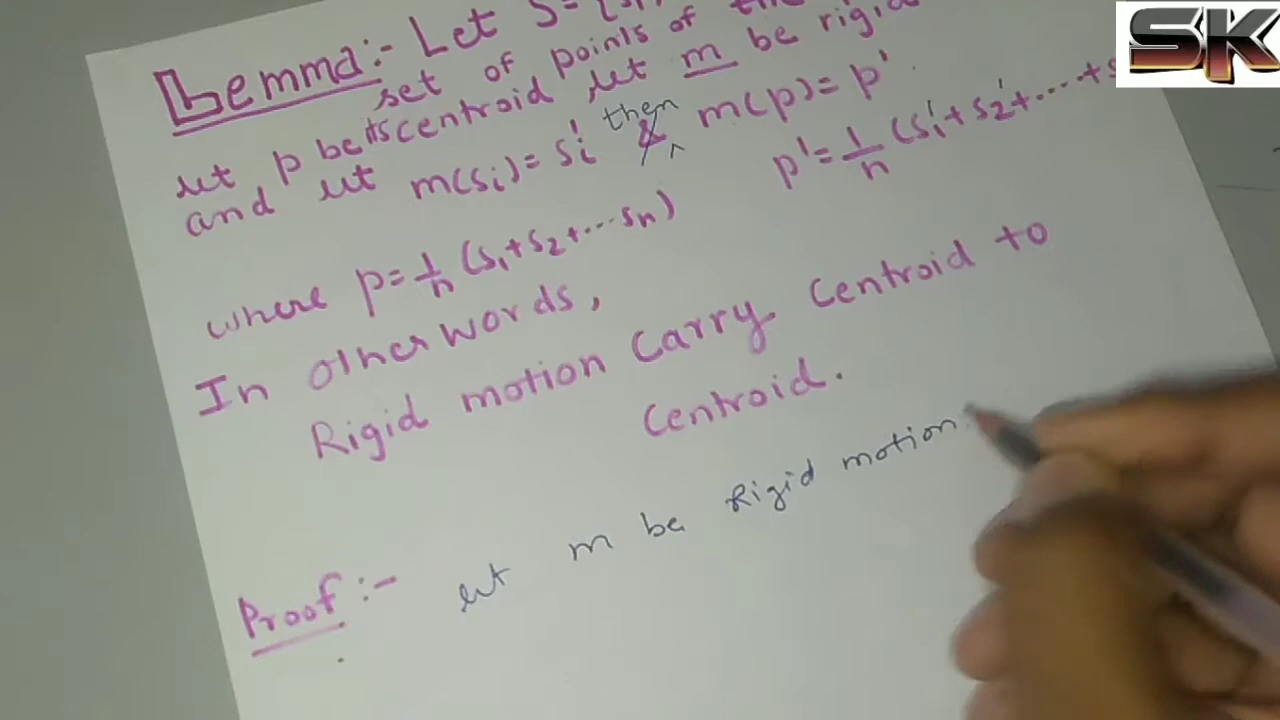 SK
Lemma:- Let S= {s1,
set of points of the
let p be its centroid let m be rigid
and let m(si)= si' then & m(p)= p'.
where p= 1/n (s1+s2+...sn) p'= 1/n (s1'+s2'+....+s
In other words,
Rigid motion Carry Centroid to
Centroid.
Proof:- let m be Rigid motion.